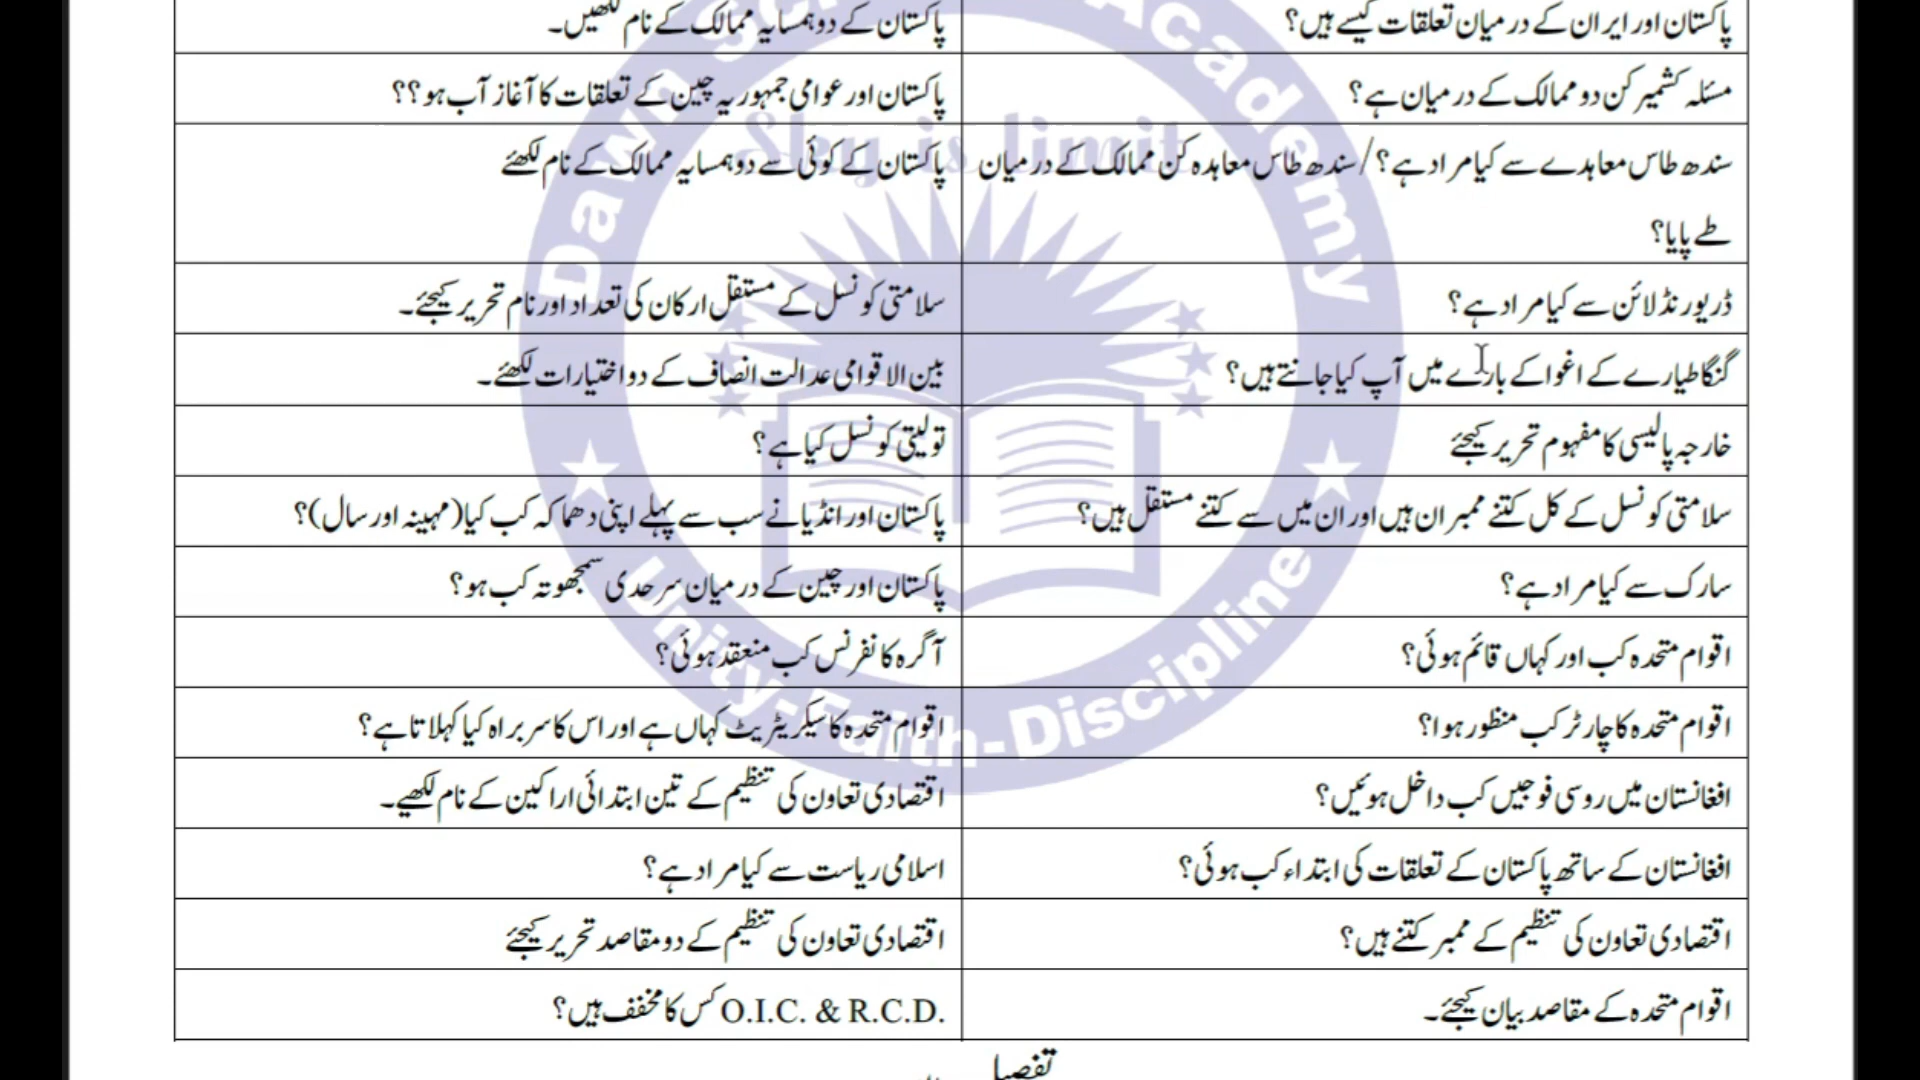 پاکستان اور ایران کے درمیان تعلقات کیسے ہیں؟
پاکستان کے دو ہمسایہ ممالک کے نام لکھیں۔
مسئلہ کشمیر کن دو ممالک کے درمیان ہے؟
پاکستان اور عوامی جمہوریہ چین کے تعلقات کا آغاز آب ہو؟؟
سندھ طاس معاہدے سے کیا مراد ہے؟/سندھ طاس معاہدہ کن ممالک کے درمیان
طے پایا؟
پاکستان کے کوئی سے دو ہمسایہ ممالک کے نام لکھئے
ڈریورنڈ لائن سے کیا مراد ہے؟
سلامتی کونسل کے مستقل ارکان کی تعداد اور نام تحریر کیجئے۔
گنگا طیارے کے اغوا کے بارے میں آپ کیا جانتے ہیں؟
بین الاقوامی عدالت انصاف کے دو اختیارات لکھئے۔
خارجہ پالیسی کا مفہوم تحریر کیجئے
تولیتی کونسل کیا ہے؟
سلامتی کونسل کے کل کتنے ممبران ہیں اور ان میں سے کتنے مستقل ہیں؟
پاکستان اور انڈیا نے سب سے پہلے اپنی دھماکہ کب کیا(مہینہ اور سال)؟
سارک سے کیا مراد ہے؟
پاکستان اور چین کے درمیان سرحدی سمجھوتہ کب ہو؟
اقوام متحدہ کب اور کہاں قائم ہوئی؟
آگرہ کانفرنس کب منعقد ہوئی؟
اقوام متحدہ کا چارٹر کب منظور ہوا؟
اقوام متحدہ کا سیکریٹریٹ کہاں ہے اور اس کا سربراہ کیا کہلاتا ہے؟
افغانستان میں روسی فوجیں کب داخل ہوئیں؟
اقتصادی تعاون کی تنظیم کے تین ابتدائی اراکین کے نام لکھیے۔
افغانستان کے ساتھ پاکستان کے تعلقات کی ابتداء کب ہوئی؟
اسلامی ریاست سے کیا مراد ہے؟
اقتصادی تعاون کی تنظیم کے ممبر کتنے ہیں؟
اقتصادی تعاون کی تنظیم کے دو مقاصد تحریر کیجئے
اقوام متحدہ کے مقاصد بیان کیجئے۔
O.I.C. & R.C.D. کس کا مخفف ہیں؟
Academy
Sky is limit
Unity-Faith-Discipline